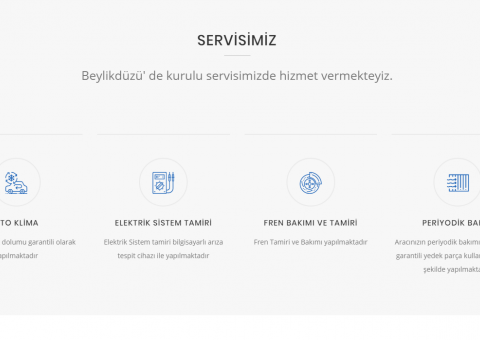 SERVİSİMİZ
Beylikdüzü' de kurulu servisimizde hizmet vermekteyiz.
TO KLİMA
dolumu garantili olarak
apılmaktadır
ELEKTRİK SİSTEM TAMİRİ
Elektrik Sistem tamiri bilgisayarlı arıza
tespit cihazı ile yapılmaktadır
FREN BAKIMI VE TAMİRİ
Fren Tamiri ve Bakımı yapılmaktadır
PERİYODİK BA
Aracınızın periyodik bakım
garantili yedek parça kulla
şekilde yapılmakta